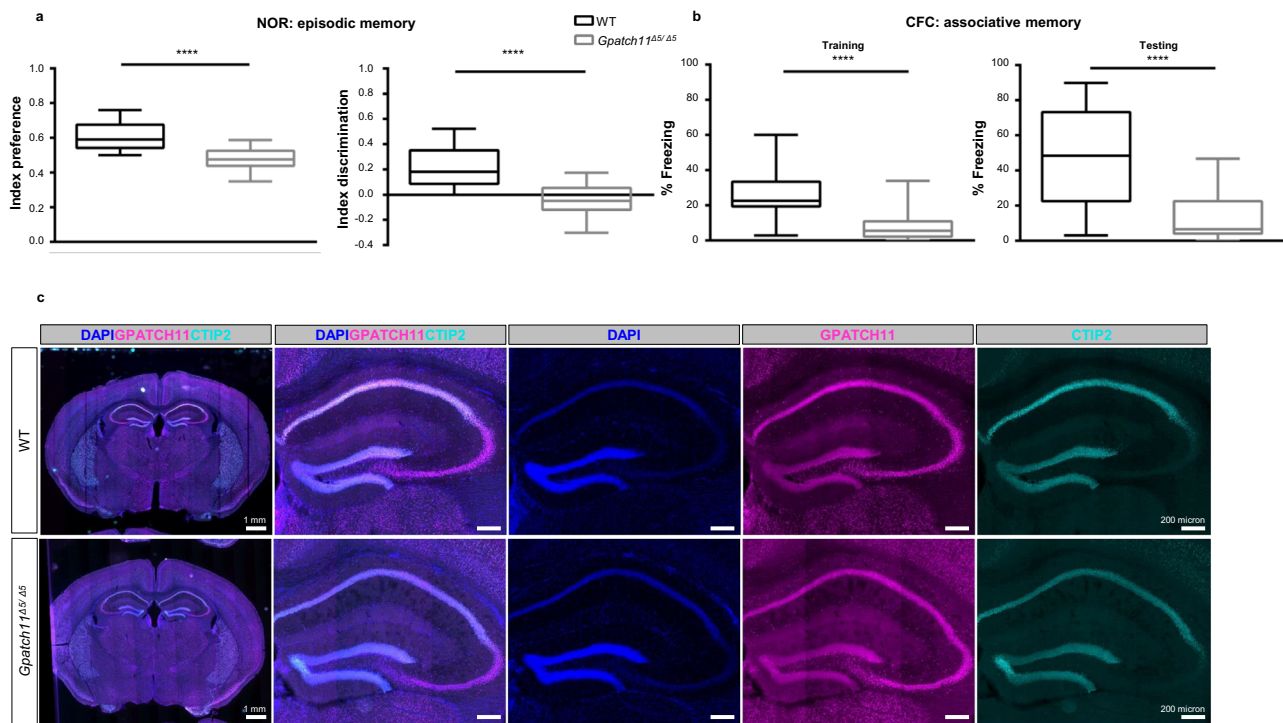 a
NOR: episodic memory
WT
Gpatch11Δ5/ Δ5
****
Index preference
1.0
0.8
0.6
0.4
0.2
0.0
****
Index discrimination
1.0
0.8
0.6
0.4
0.2
0.0
-0.2
-0.4
b
CFC: associative memory
Training
****
% Freezing
100
80
60
40
20
0
Testing
****
% Freezing
100
80
60
40
20
0
c
DAPIGPATCH11CTIP2
DAPIGPATCH11CTIP2
DAPI
GPATCH11
CTIP2
WT
1 mm
200 micron
Gpatch11Δ5/ Δ5
1 mm
200 micron